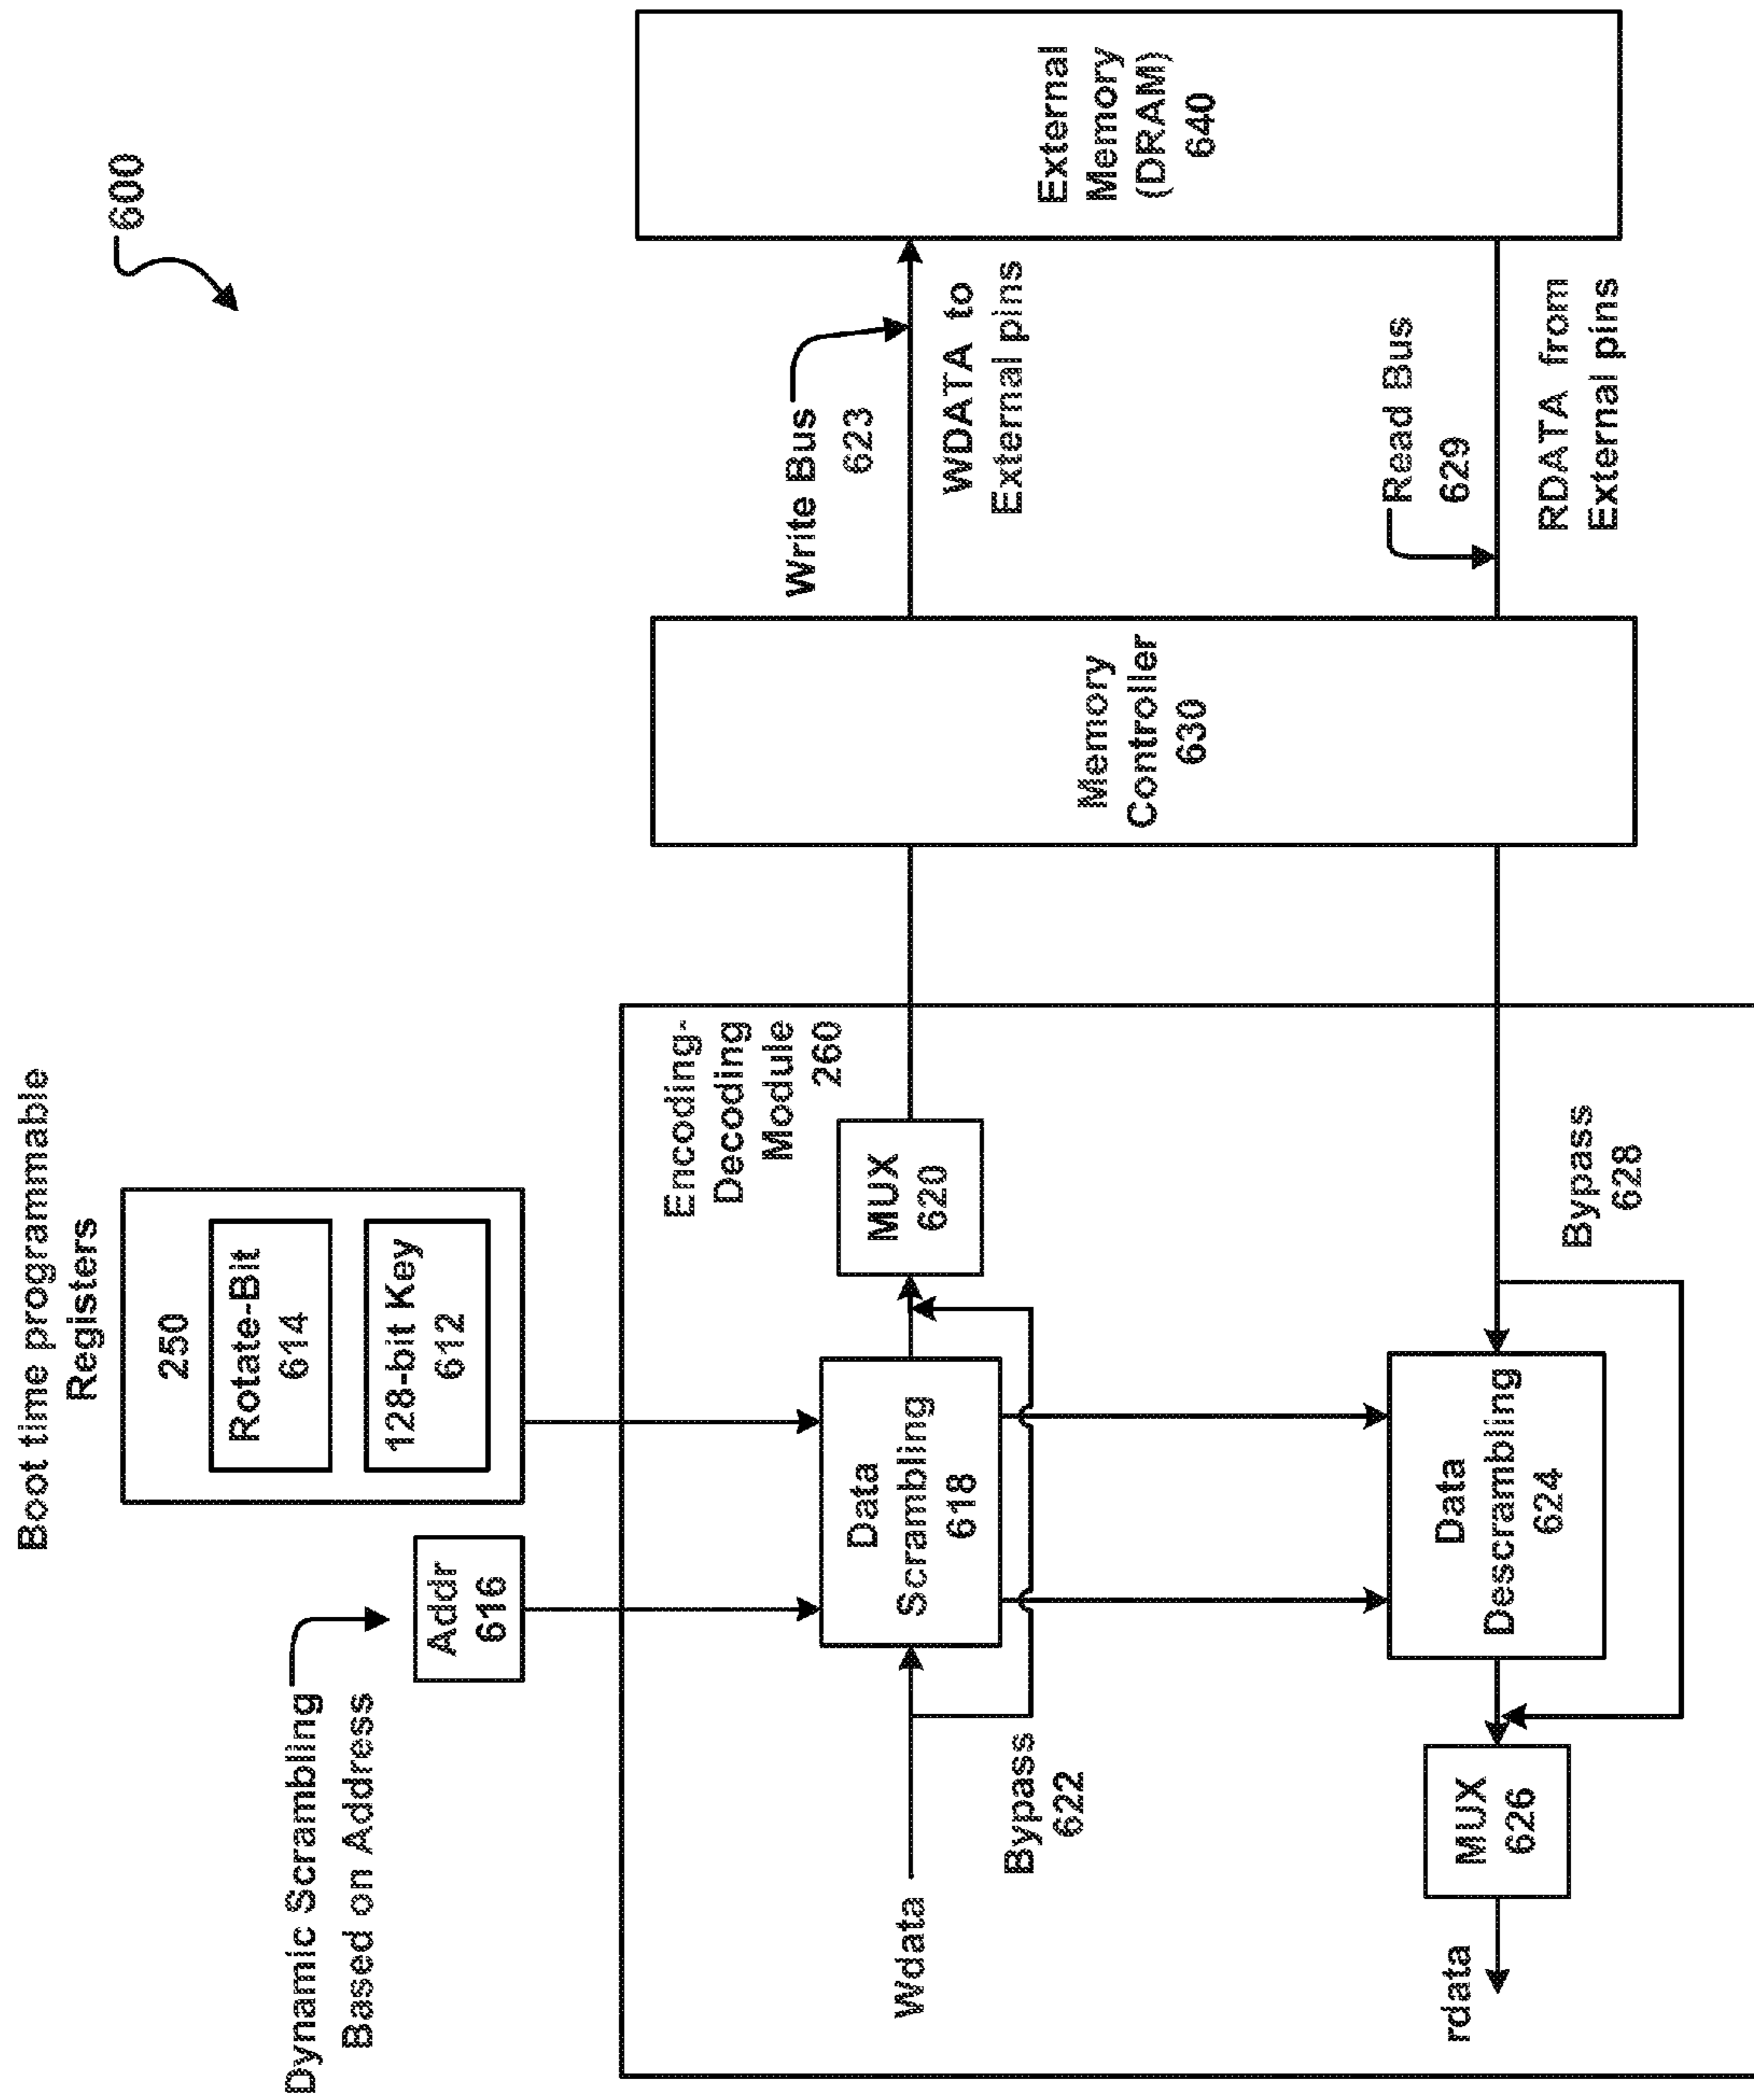 600
Boot time programmable
Registers
250
Rotate-Bit
614
128-bit Key
612
Dynamic Scrambling
Based on Address
Addr
616
Encoding-
Decoding
Module
260
Wdata
Data
Scrambling
618
MUX
620
Bypass
622
Memory
Controller
630
Write Bus
623
WDATA to
External pins
External
Memory
(DRAM)
640
Read Bus
629
RDATA from
External pins
rdata
MUX
626
Data
Descrambling
624
Bypass
628